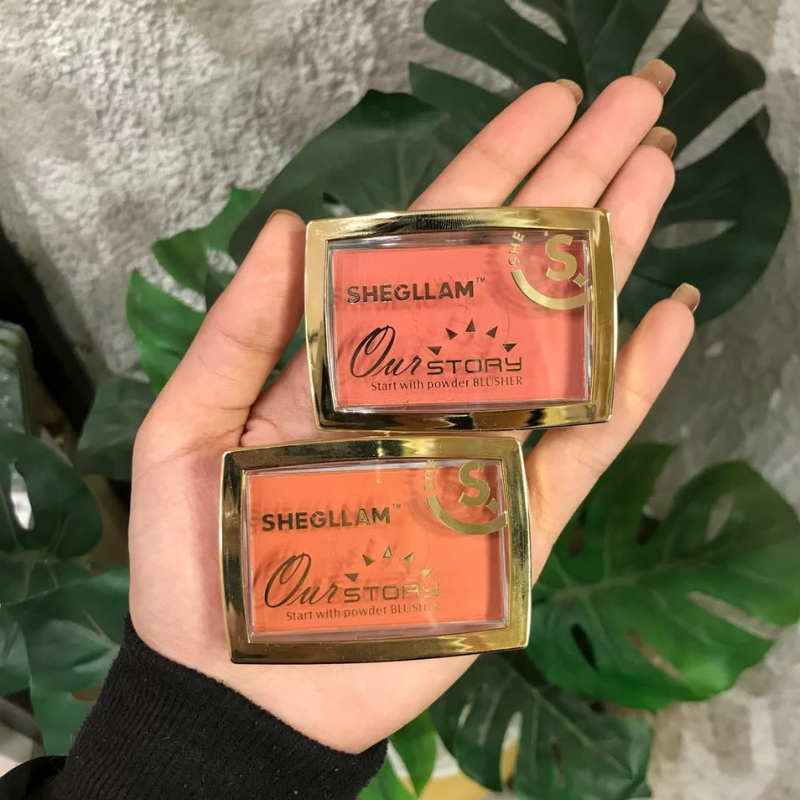 SHE
S.
SHEGLLAM™
Our STORY
Start with powder BLUSHER
SHE
S.
SHEGLLAM™
Our STORY
Start with powder BLUSHER